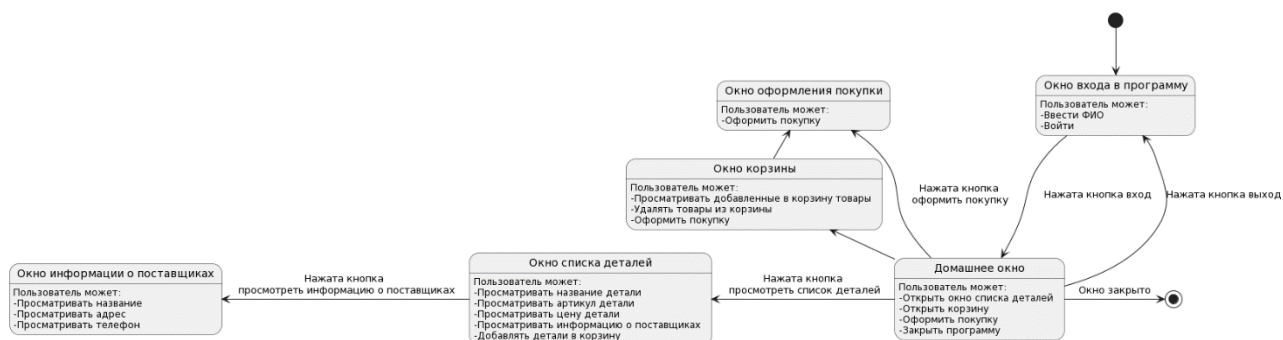 Окно входа в программу
Пользователь может:
-Ввести ФИО
-Войти
Окно оформления покупки
Пользователь может:
-Оформить покупку
Окно корзины
Пользователь может:
-Просматривать добавленные в корзину товары
-Удалять товары из корзины
-Оформить покупку
Нажата кнопка
оформить покупку
Нажата кнопка вход
Нажата кнопка выход
Окно информации о поставщиках
Пользователь может:
-Просматривать название
-Просматривать адрес
-Просматривать телефон
Нажата кнопка
просмотреть информацию о поставщиках
Окно списка деталей
Пользователь может:
-Просматривать название детали
-Просматривать артикул детали
-Просматривать цену детали
-Просматривать информацию о поставщиках
-Добавлять детали в корзину
Нажата кнопка
просмотреть список деталей
Домашнее окно
Пользователь может:
-Открыть окно списка деталей
-Открыть корзину
-Оформить покупку
-Закрыть программу
Окно закрыто